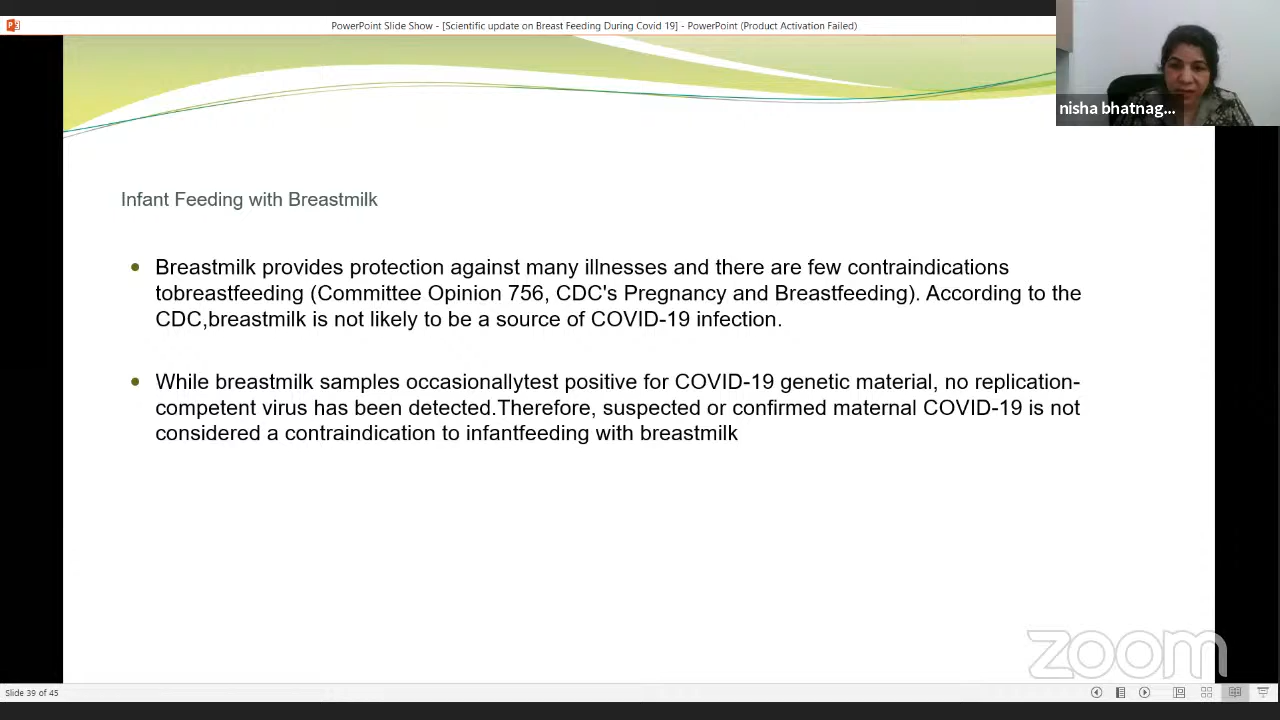 PowerPoint Slide Show - [Scientific update on Breast Feeding During Covid 19] - PowerPoint (Product Activation Failed)
nisha bhatnag...
Infant Feeding with Breastmilk
Breastmilk provides protection against many illnesses and there are few contraindications
tobreastfeeding (Committee Opinion 756, CDC's Pregnancy and Breastfeeding). According to the
CDC,breastmilk is not likely to be a source of COVID-19 infection.
While breastmilk samples occasionallytest positive for COVID-19 genetic material, no replication-
competent virus has been detected.Therefore, suspected or confirmed maternal COVID-19 is not
considered a contraindication to infantfeeding with breastmilk
zoom
Slide 39 of 45